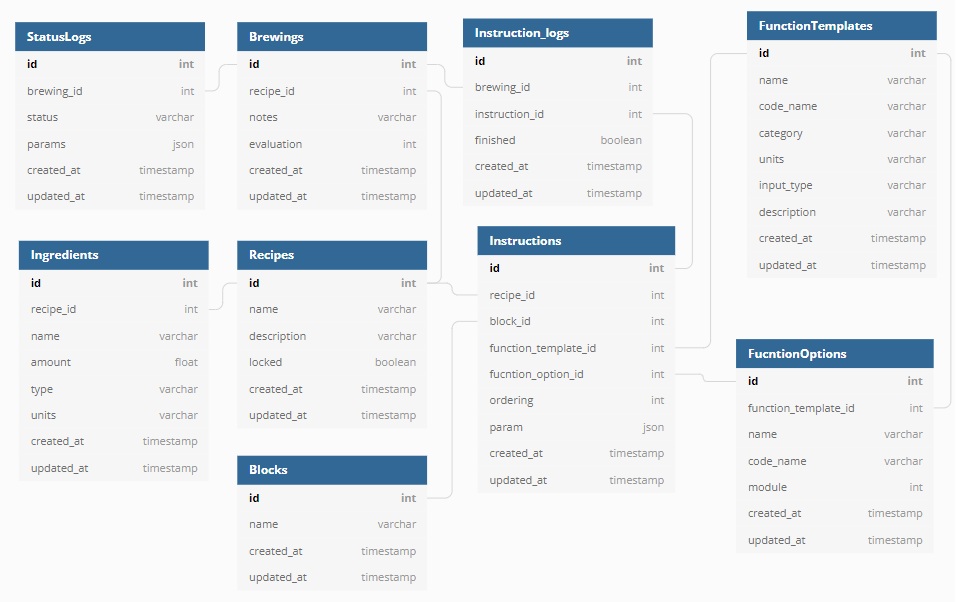 StatusLogs
id int
brewing_id int
status varchar
params json
created_at timestamp
updated_at timestamp
Brewings
id int
recipe_id int
notes varchar
evaluation int
created_at timestamp
updated_at timestamp
Instruction_logs
id int
brewing_id int
instruction_id int
finished boolean
created_at timestamp
updated_at timestamp
FunctionTemplates
id int
name varchar
code_name varchar
category varchar
units varchar
input_type varchar
description varchar
created_at timestamp
updated_at timestamp
Ingredients
id int
recipe_id int
name varchar
amount float
type varchar
units varchar
created_at timestamp
updated_at timestamp
Recipes
id int
name varchar
description varchar
locked boolean
created_at timestamp
updated_at timestamp
Instructions
id int
recipe_id int
block_id int
function_template_id int
fucntion_option_id int
ordering int
param json
created_at timestamp
updated_at timestamp
FucntionOptions
id int
function_template_id int
name varchar
code_name varchar
module int
created_at timestamp
updated_at timestamp
Blocks
id int
name varchar
created_at timestamp
updated_at timestamp